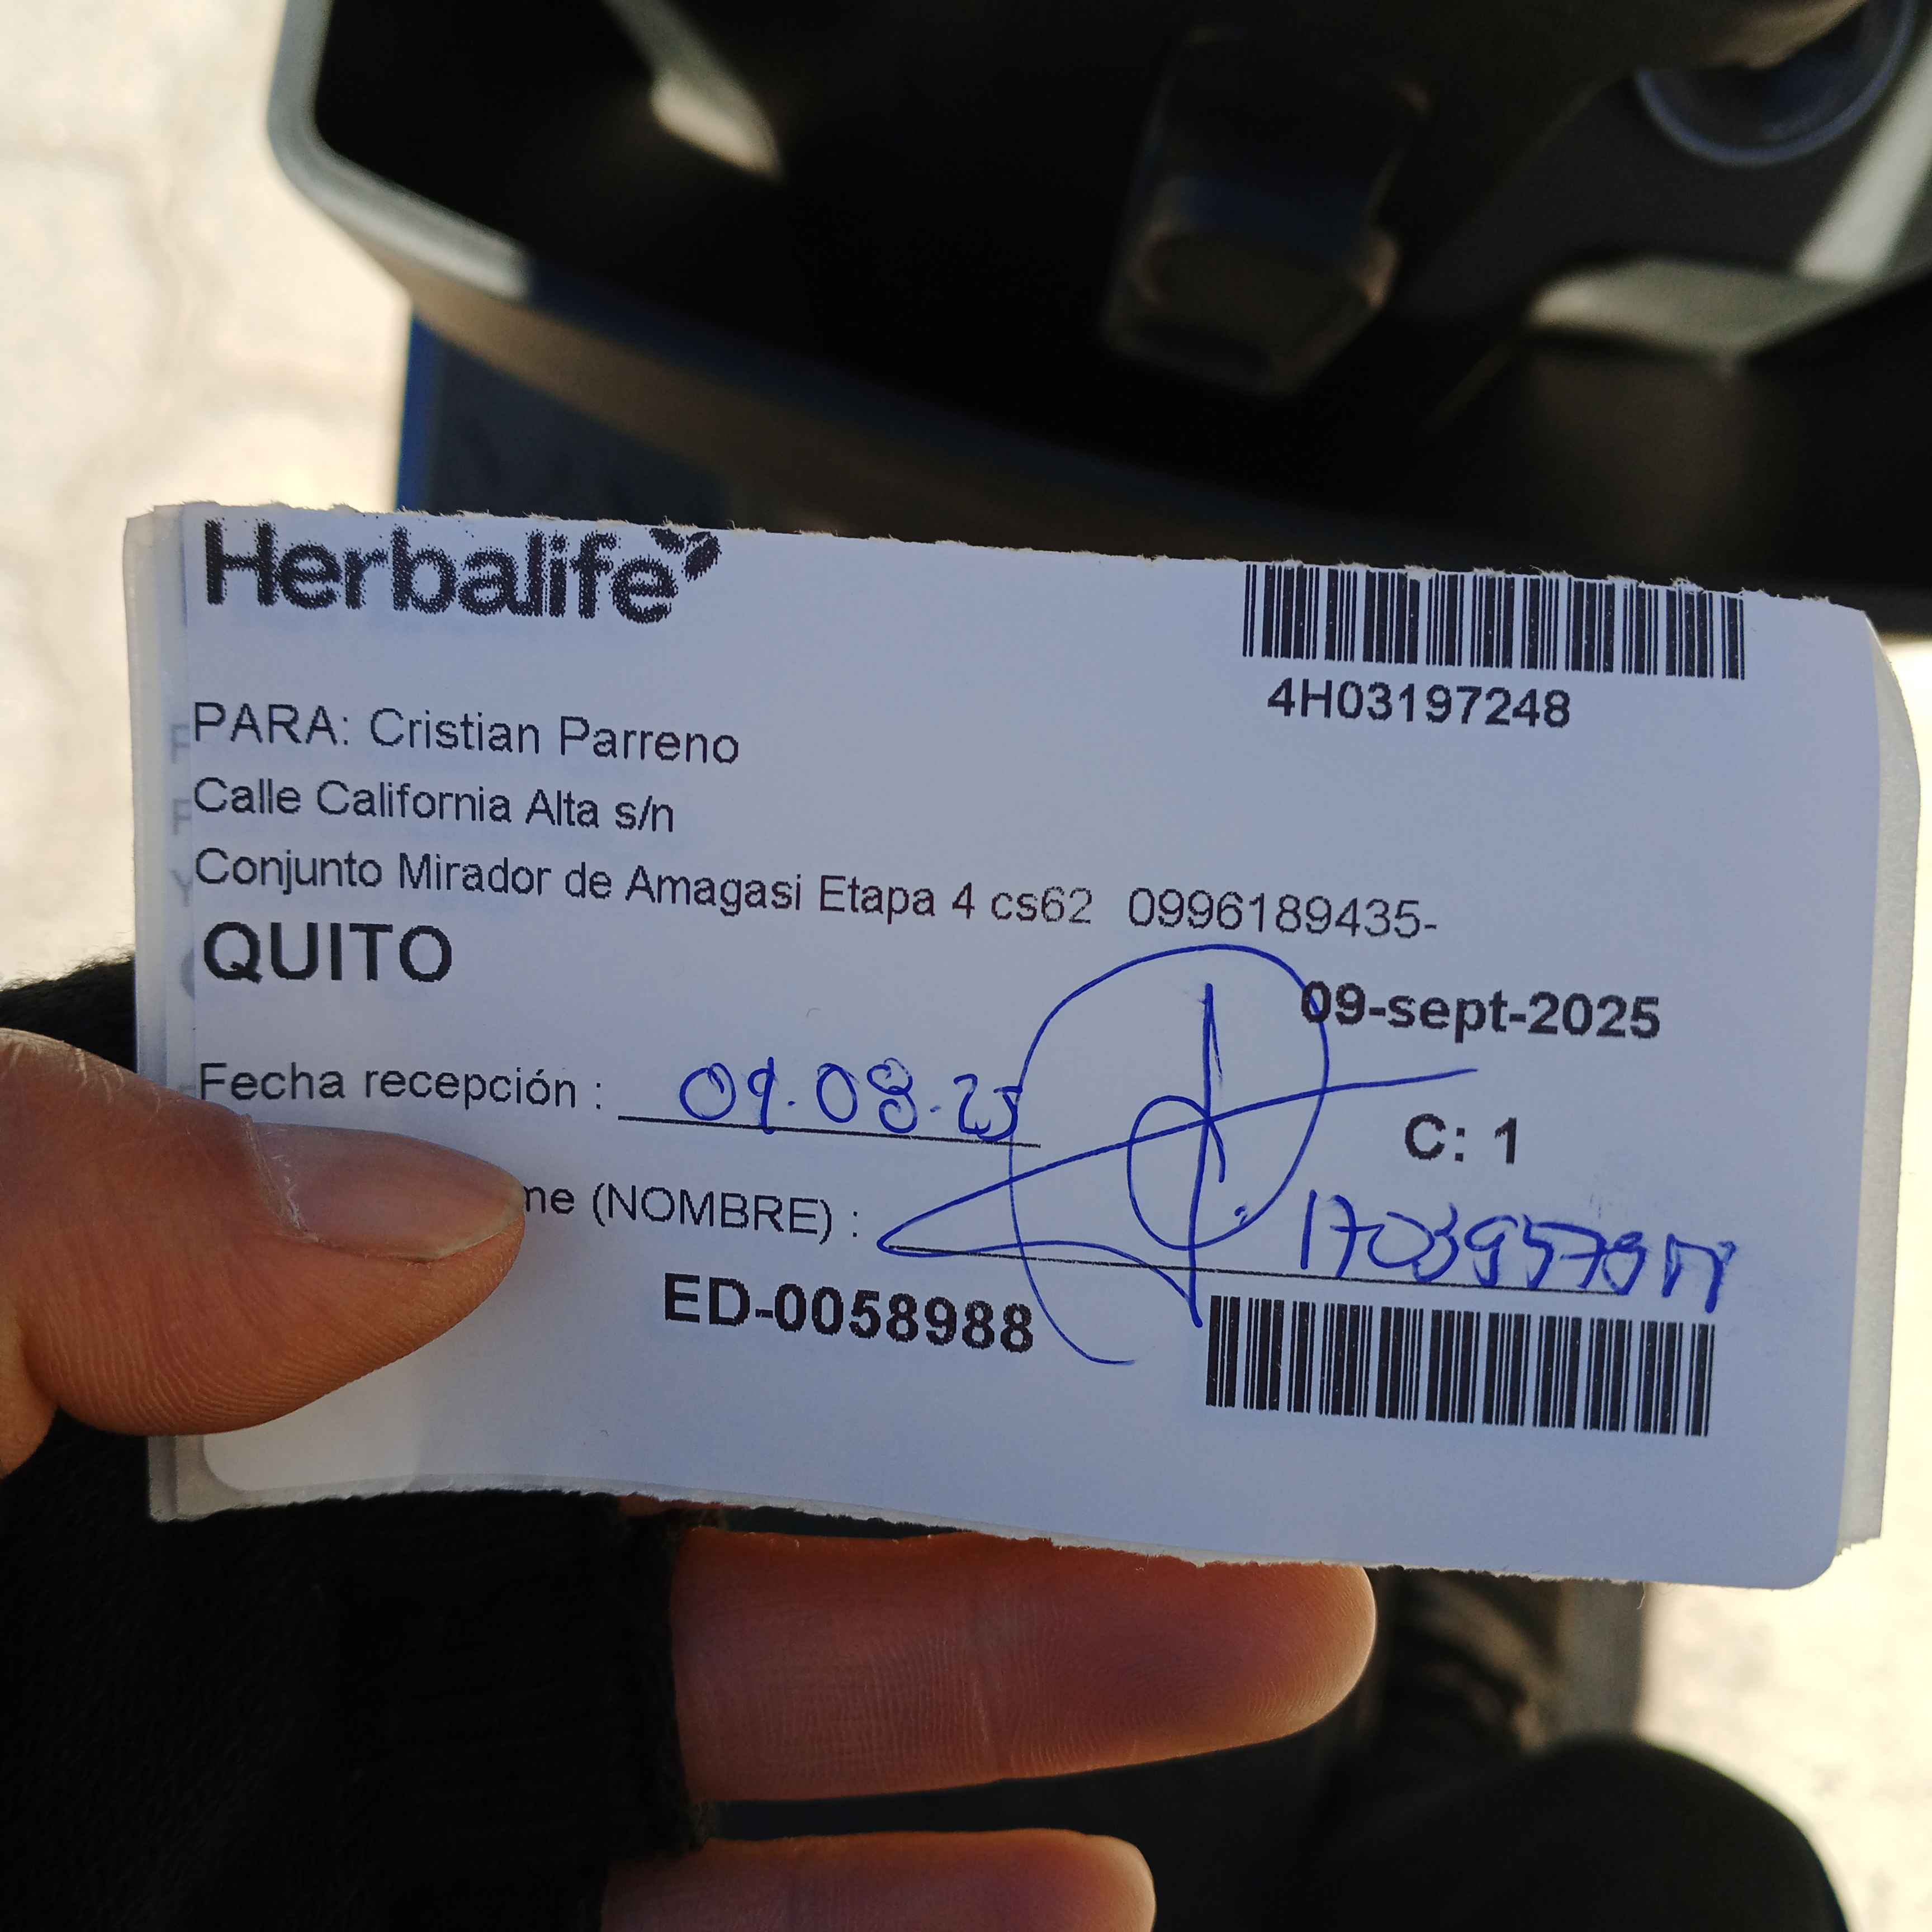 Herbalife
4H03197248
PARA: Cristian Parreno
Calle California Alta s/n
Conjunto Mirador de Amagasi Etapa 4 cs62 0996189435-
QUITO
09-sept-2025
Fecha recepción : 09.08.25
C: 1
me (NOMBRE) :
ED-0058988